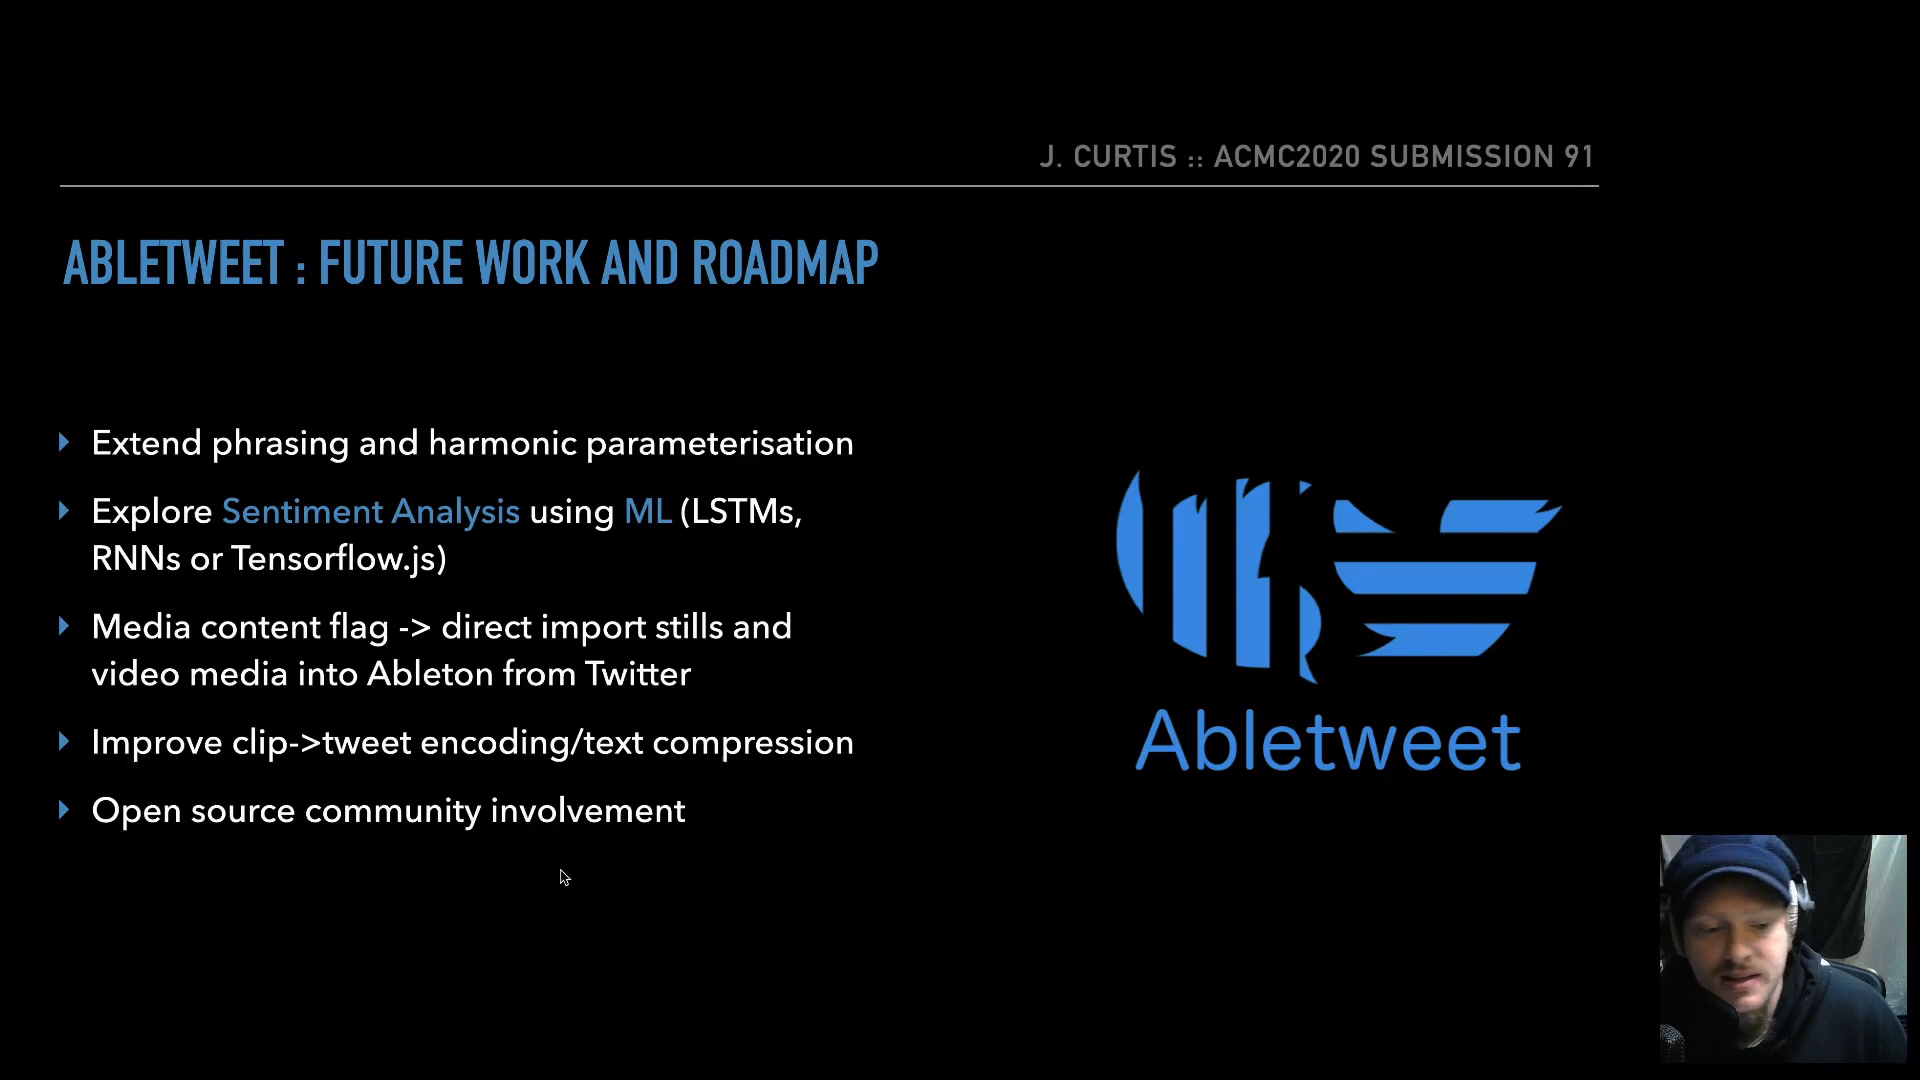 J. CURTIS :: ACMC2020 SUBMISSION 91
ABLETWEET : FUTURE WORK AND ROADMAP
Extend phrasing and harmonic parameterisation
Explore Sentiment Analysis using ML (LSTMs,
RNNs or Tensorflow.js)
Media content flag -> direct import stills and
video media into Ableton from Twitter
Improve clip->tweet encoding/text compression
Open source community involvement
Abletweet